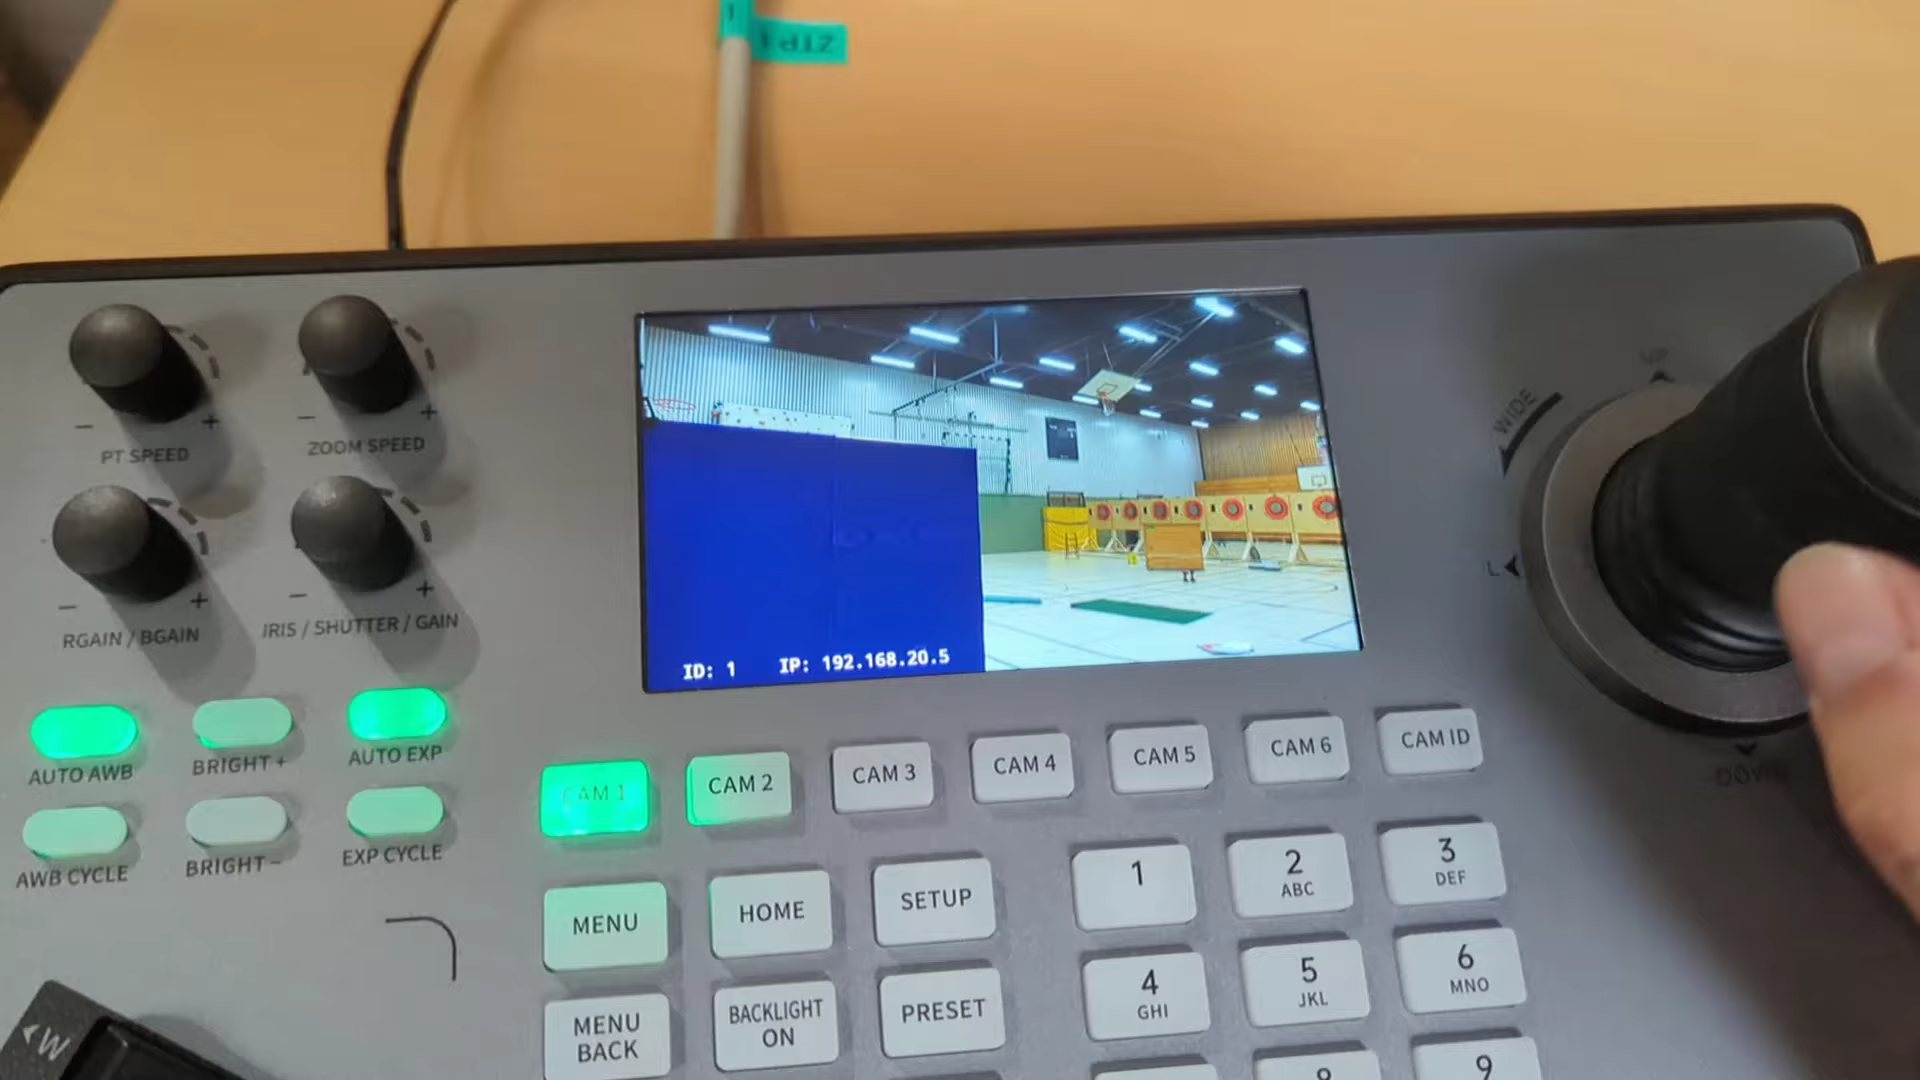 PT SPEED
ZOOM SPEED
RGAIN / BGAIN
IRIS / SHUTTER / GAIN
ID: 1 IP: 192.168.20.5
WIDE
UP
L
DOWN
AUTO AWB
BRIGHT +
AUTO EXP
AWB CYCLE
BRIGHT -
EXP CYCLE
CAM 1
CAM 2
CAM 3
CAM 4
CAM 5
CAM 6
CAM ID
MENU
HOME
SETUP
MENU
BACK
BACKLIGHT
ON
PRESET
1
2
ABC
3
DEF
4
GHI
5
JKL
6
MNO
9
W